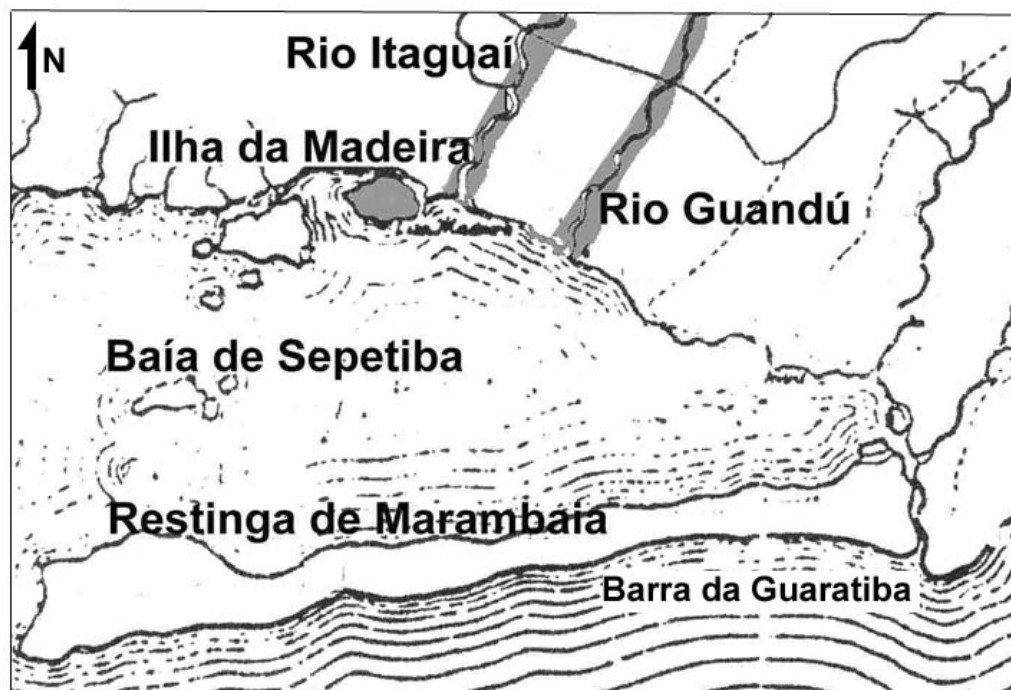 N
Rio Itaguaí
Ilha da Madeira
Rio Guandú
Baía de Sepetiba
Restinga de Marambaia
Barra da Guaratiba